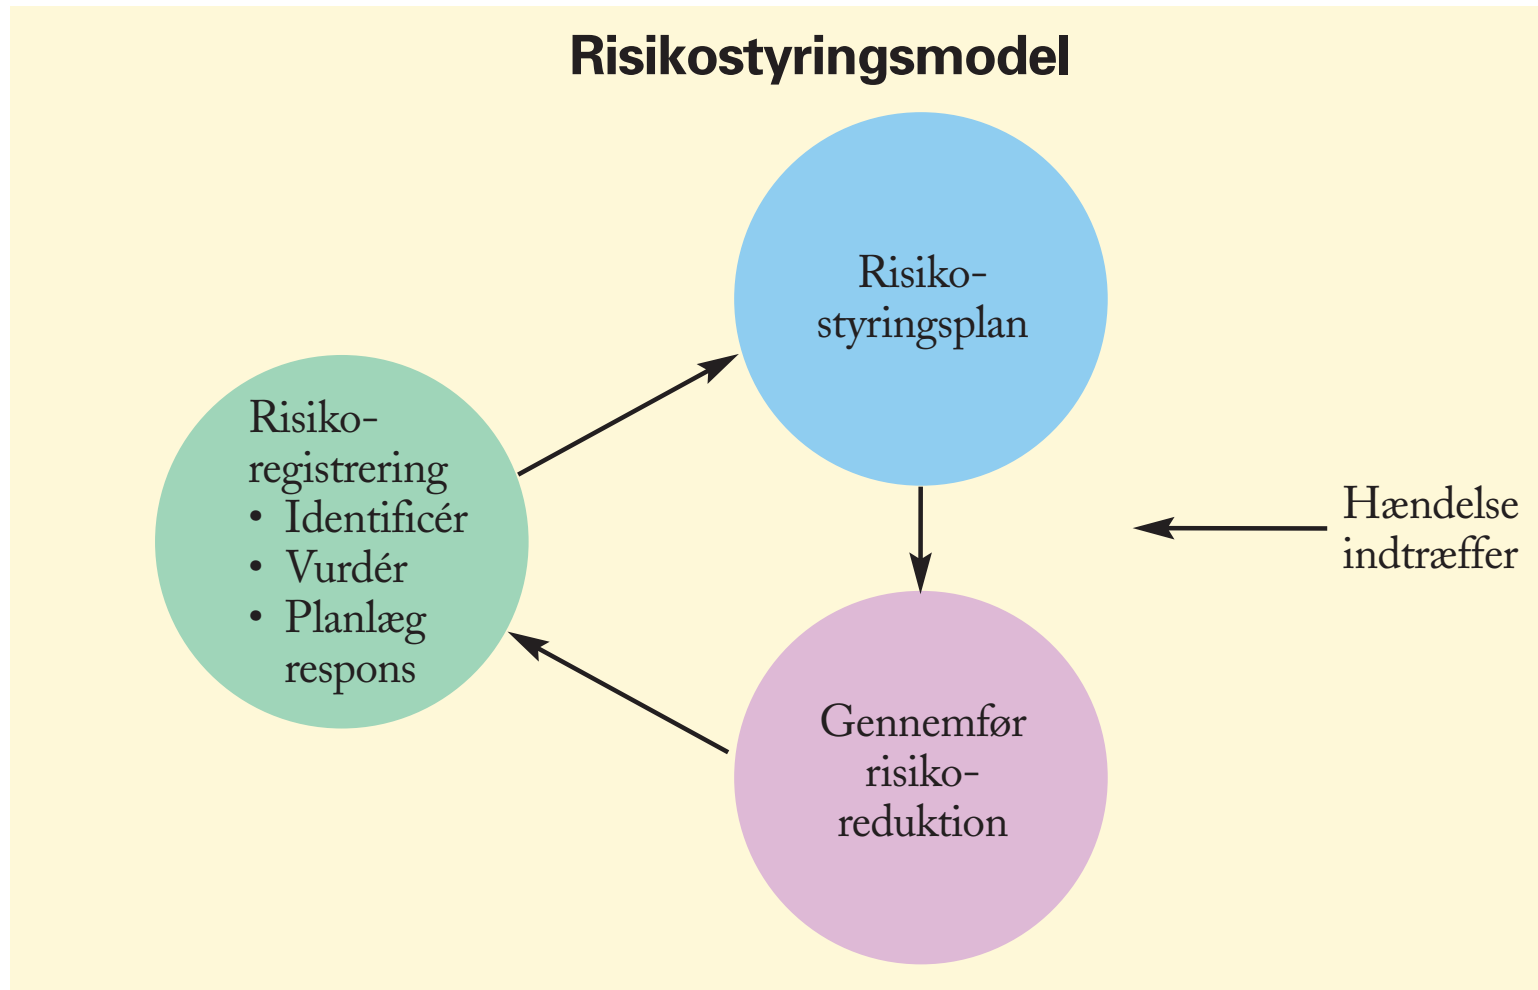 Risikostyringsmodel
Risiko-
styringsplan
Risiko-
registrering
• Identificér
• Vurdér
• Planlæg
respons
Hændelse
indtræffer
Gennemfør
risiko-
reduktion